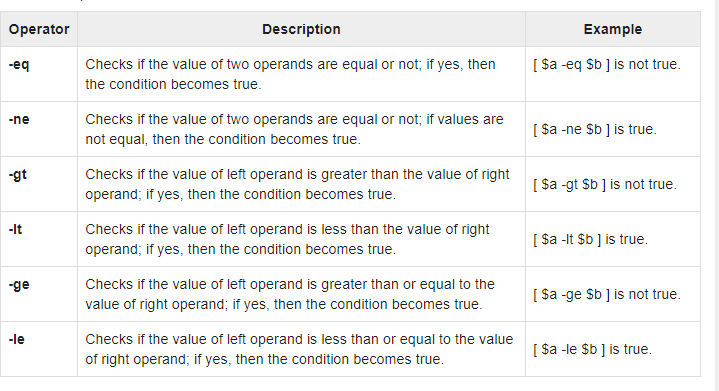 Operator Description Example
-eq Checks if the value of two operands are equal or not; if yes, then [ $a -eq $b ] is not true.
the condition becomes true.
-ne Checks if the value of two operands are equal or not; if values are
not equal, then the condition becomes true. [ $a -ne $b ] is true.
-gt Checks if the value of left operand is greater than the value of right
operand; if yes, then the condition becomes true. [ $a -gt $b ] is not true.
-lt Checks if the value of left operand is less than the value of right
operand; if yes, then the condition becomes true. [ $a -lt $b ] is true.
-ge Checks if the value of left operand is greater than or equal to the
value of right operand; if yes, then the condition becomes true. [ $a -ge $b ] is not true.
-le Checks if the value of left operand is less than or equal to the value
of right operand; if yes, then the condition becomes true. [ $a -le $b ] is true.